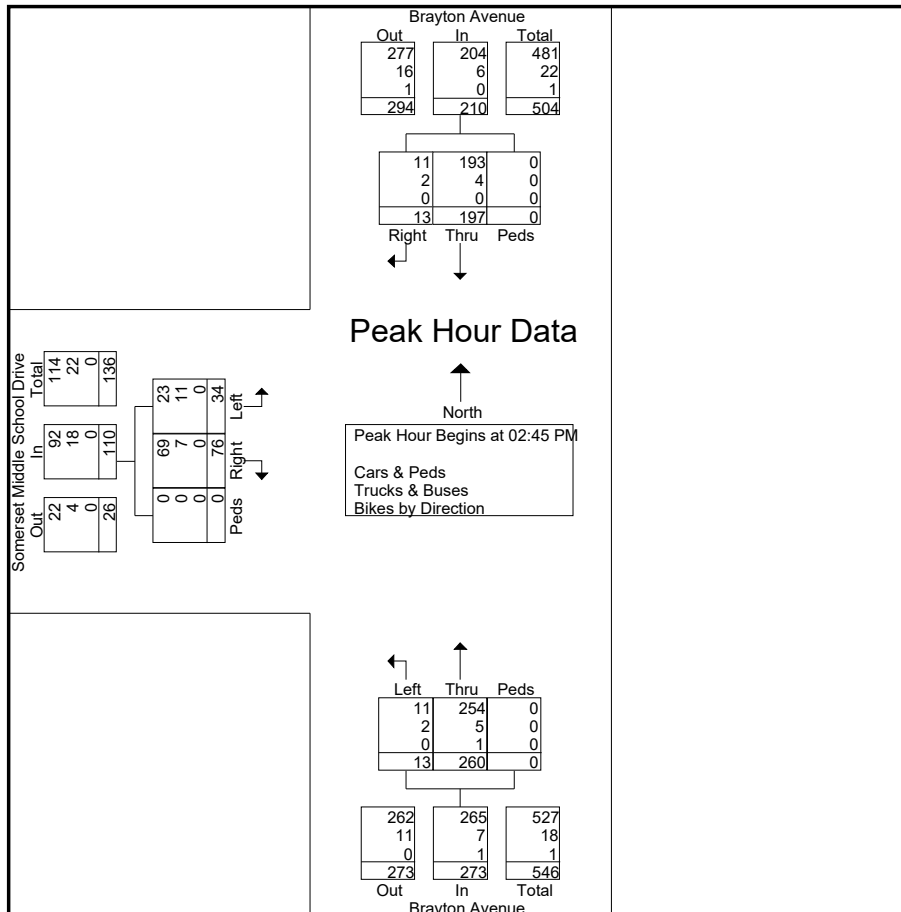 Brayton Avenue
Out In Total
277 204 481
16 6 22
1 0 1
294 210 504
11 193 0
2 4 0
0 0 0
13 197 0
Right Thru Peds
Peak Hour Data
North
Peak Hour Begins at 02:45 PM
Cars & Peds
Trucks & Buses
Bikes by Direction
Somerset Middle School Drive
Out In Total
22 92 114
4 18 22
0 0 0
26 110 136
0 69 23
0 7 11
0 0 0
0 76 34
Peds Right Left
Left Thru Peds
11 254 0
2 5 0
0 1 0
13 260 0
262 265 527
11 7 18
0 1 1
273 273 546
Out In Total
Brayton Avenue